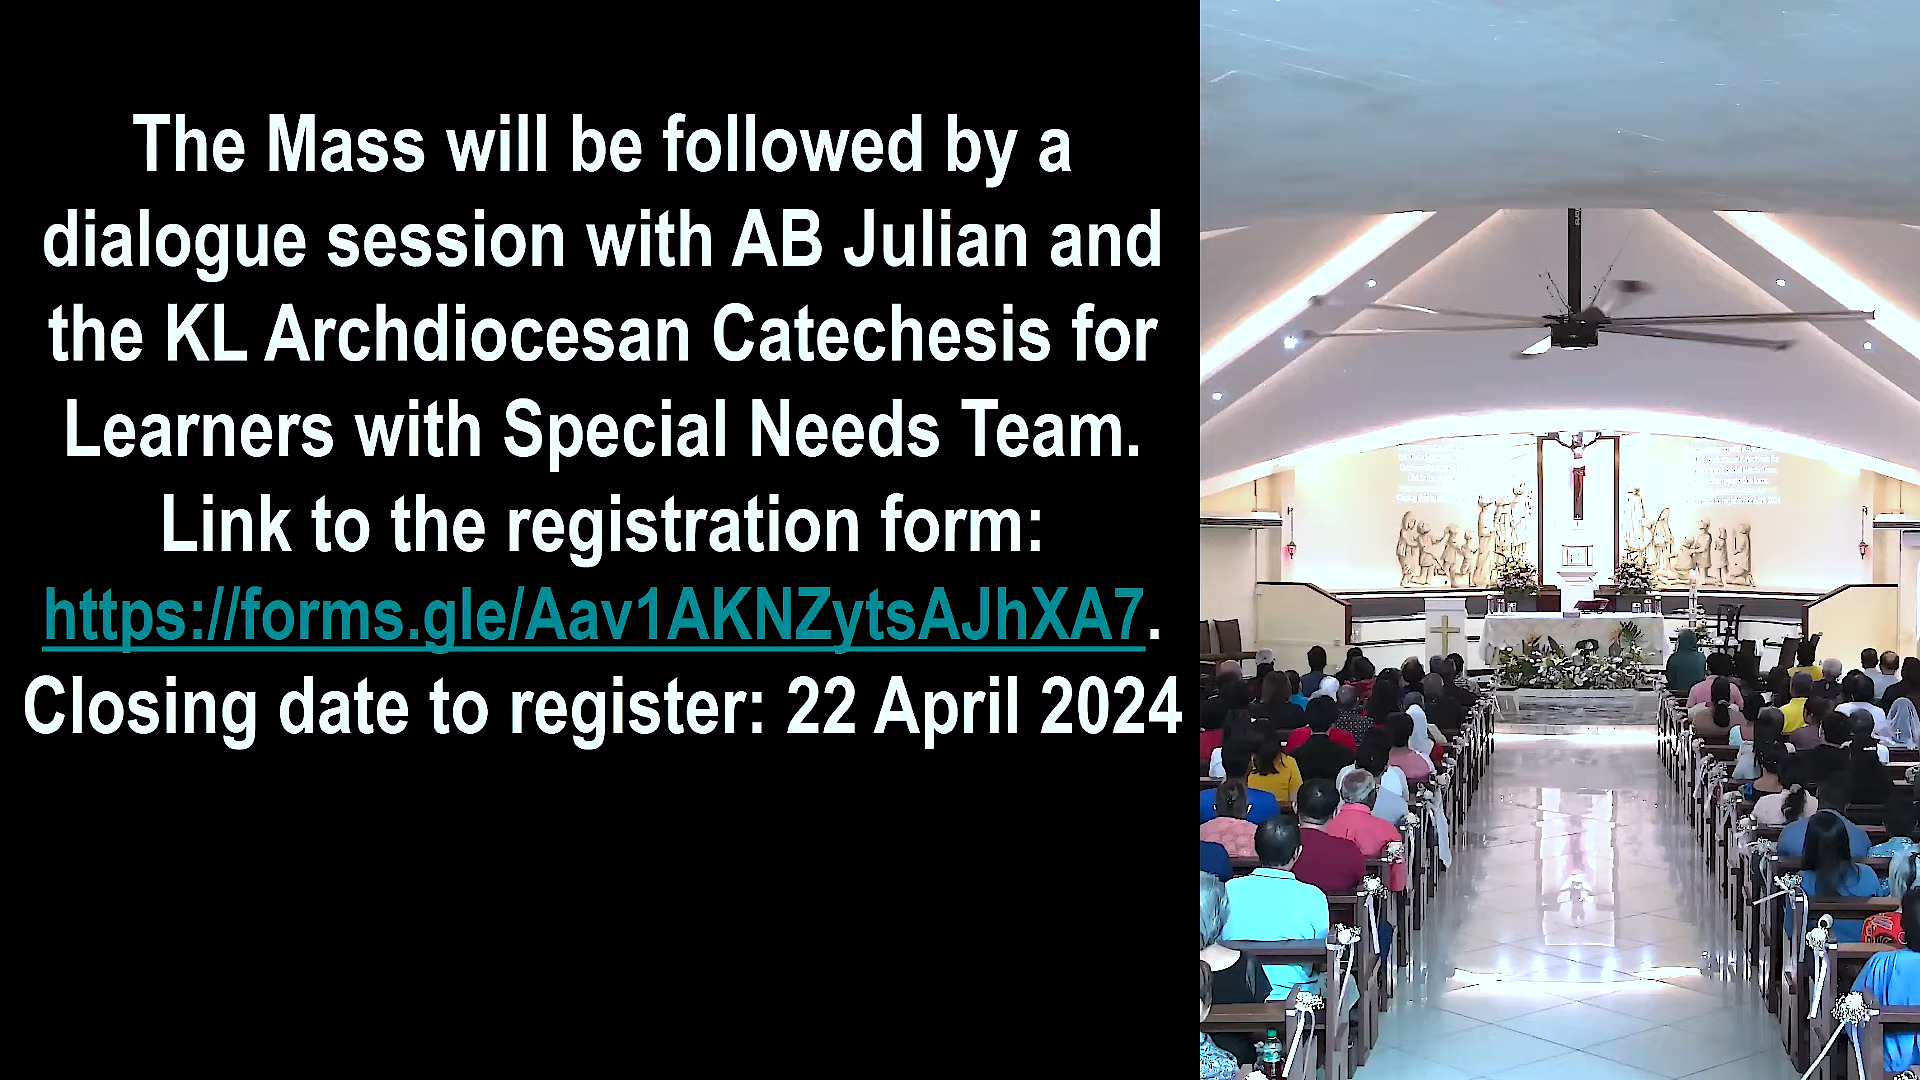 The Mass will be followed by a
dialogue session with AB Julian and
the KL Archdiocesan Catechesis for
Learners with Special Needs Team.
Link to the registration form:
https://forms.gle/Aav1AKNZytsAJhXA7.
Closing date to register: 22 April 2024